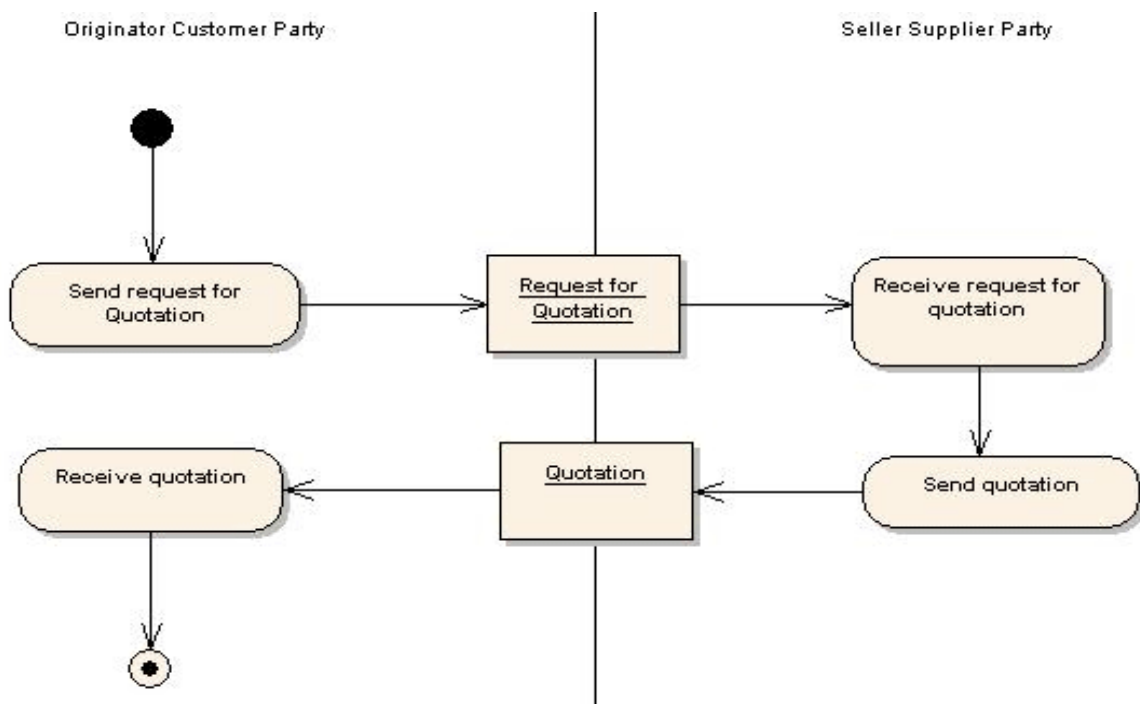 Originator Customer Party
Seller Supplier Party
Send request for
Quotation
Request for
Quotation
Receive request for
quotation
Receive quotation
Quotation
Send quotation